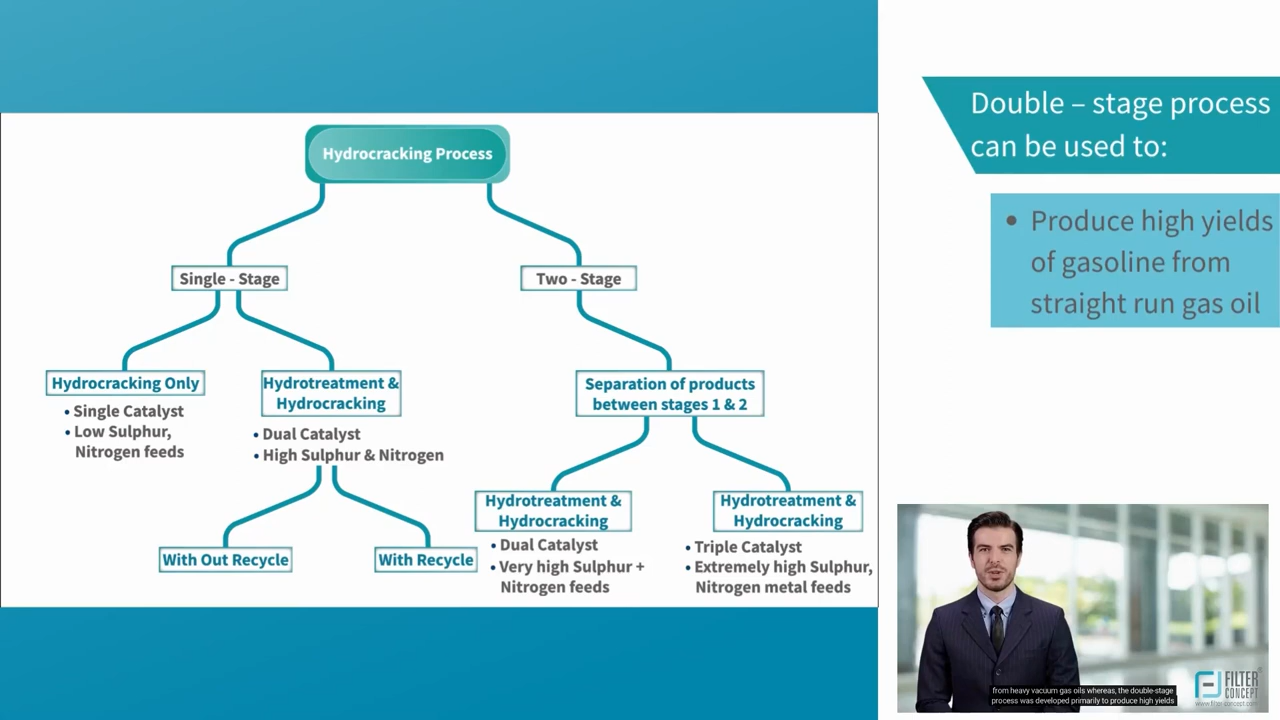 Hydrocracking Process
Single - Stage
Two - Stage
Hydrocracking Only
• Single Catalyst
• Low Sulphur,
Nitrogen feeds
Hydrotreatment &
Hydrocracking
• Dual Catalyst
• High Sulphur & Nitrogen
With Out Recycle
With Recycle
Separation of products
between stages 1 & 2
Hydrotreatment &
Hydrocracking
• Dual Catalyst
• Very high Sulphur +
Nitrogen feeds
Hydrotreatment &
Hydrocracking
• Triple Catalyst
• Extremely high Sulphur,
Nitrogen metal feeds
Double – stage process
can be used to:
• Produce high yields
of gasoline from
straight run gas oil
from heavy vacuum gas oils whereas, the double-stage
process was developed primarily to produce high yields
FILTER
CONCEPT
www.filter-concept.com